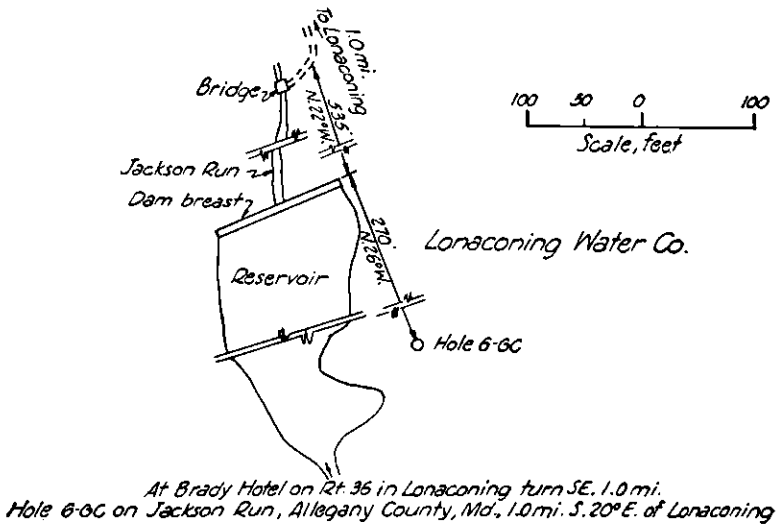 To Lonaconing
1.0 mi.
Bridge
535'
N.22°W.
100 50 0 100
Scale, feet
Jackson Run
Dam breast
270'
N.26°W.
Lonaconing Water Co.
Reservoir
Hole 6-GC
At Brady Hotel on Rt. 36 in Lonaconing turn SE. 1.0 mi.
Hole 6-GC on Jackson Run, Allegany County, Md., 1.0 mi. S.20°E. of Lonaconing